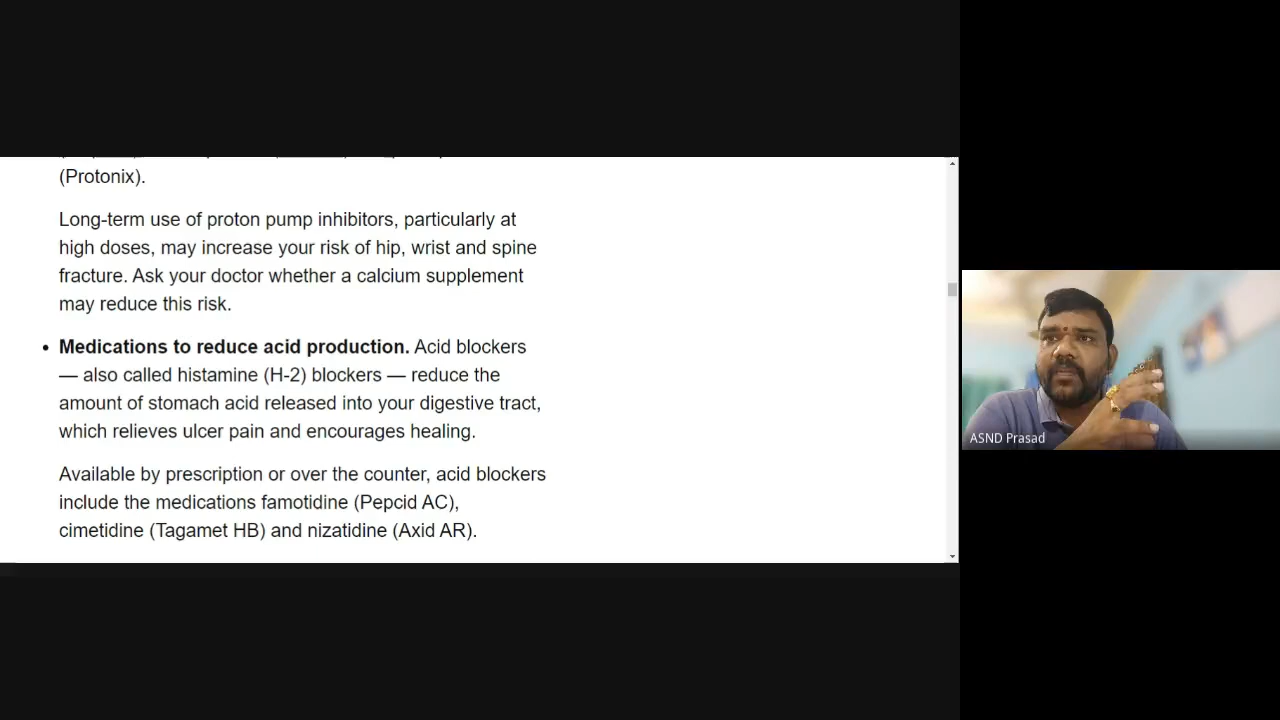 (Protonix).
Long-term use of proton pump inhibitors, particularly at
high doses, may increase your risk of hip, wrist and spine
fracture. Ask your doctor whether a calcium supplement
may reduce this risk.
• Medications to reduce acid production. Acid blockers
— also called histamine (H-2) blockers — reduce the
amount of stomach acid released into your digestive tract,
which relieves ulcer pain and encourages healing.
Available by prescription or over the counter, acid blockers
include the medications famotidine (Pepcid AC),
cimetidine (Tagamet HB) and nizatidine (Axid AR).
ASND Prasad